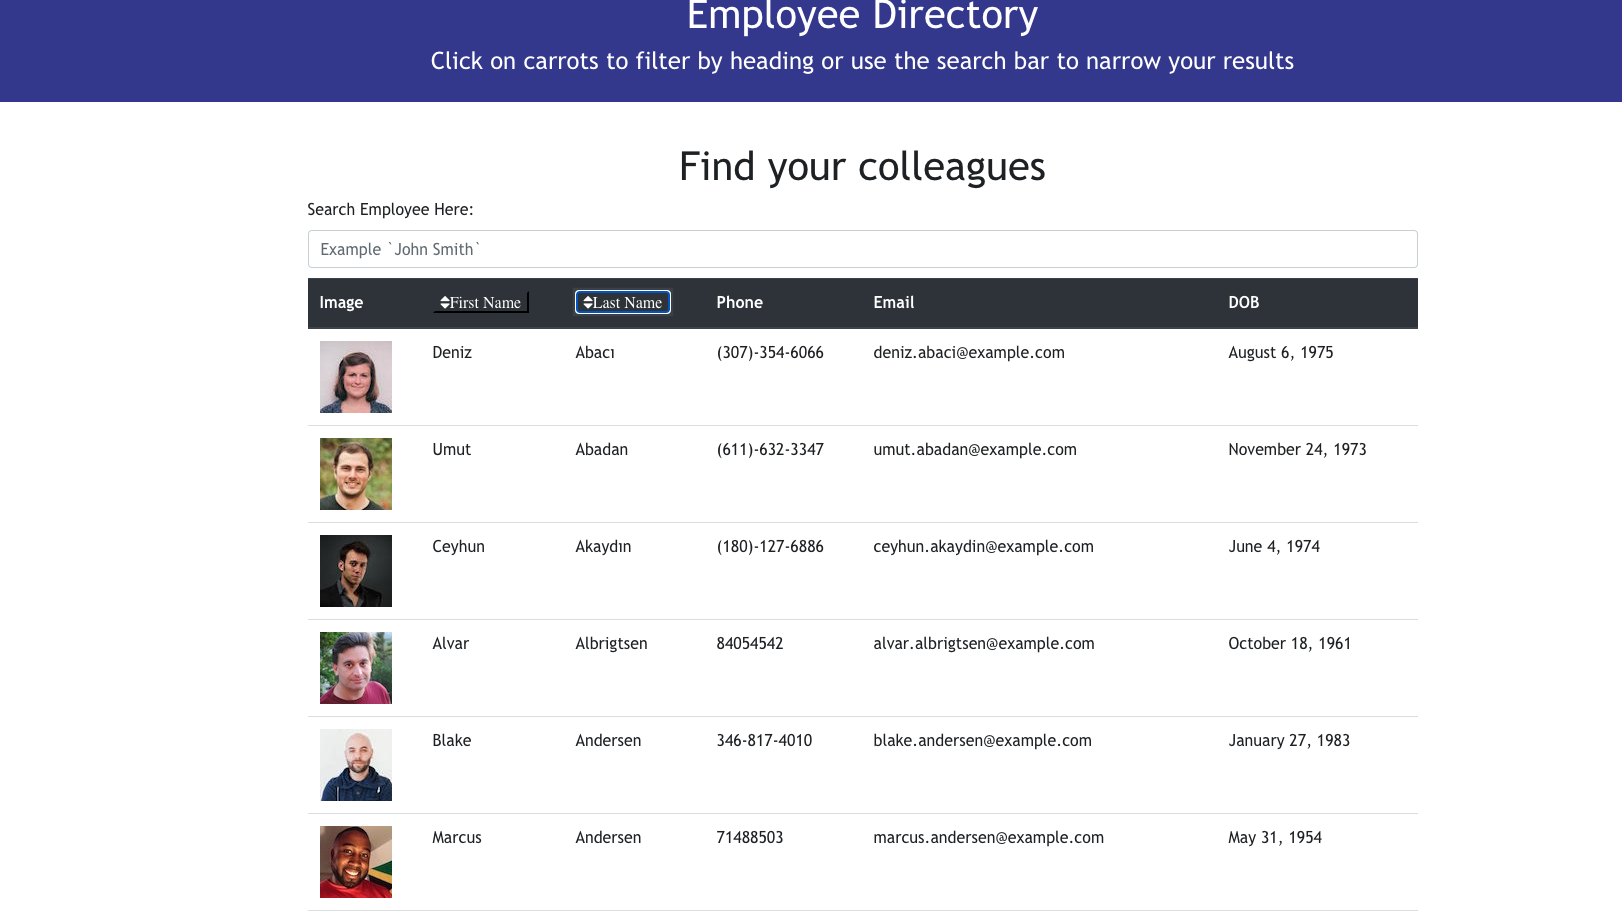 Employee Directory
Click on carrots to filter by heading or use the search bar to narrow your results
Find your colleagues
Search Employee Here:
Example `John Smith`
Image First Name Last Name Phone Email DOB
Deniz Abacı (307)-354-6066 deniz.abaci@example.com August 6, 1975
Umut Abadan (611)-632-3347 umut.abadan@example.com November 24, 1973
Ceyhun Akaydın (180)-127-6886 ceyhun.akaydin@example.com June 4, 1974
Alvar Albrigtsen 84054542 alvar.albrigtsen@example.com October 18, 1961
Blake Andersen 346-817-4010 blake.andersen@example.com January 27, 1983
Marcus Andersen 71488503 marcus.andersen@example.com May 31, 1954